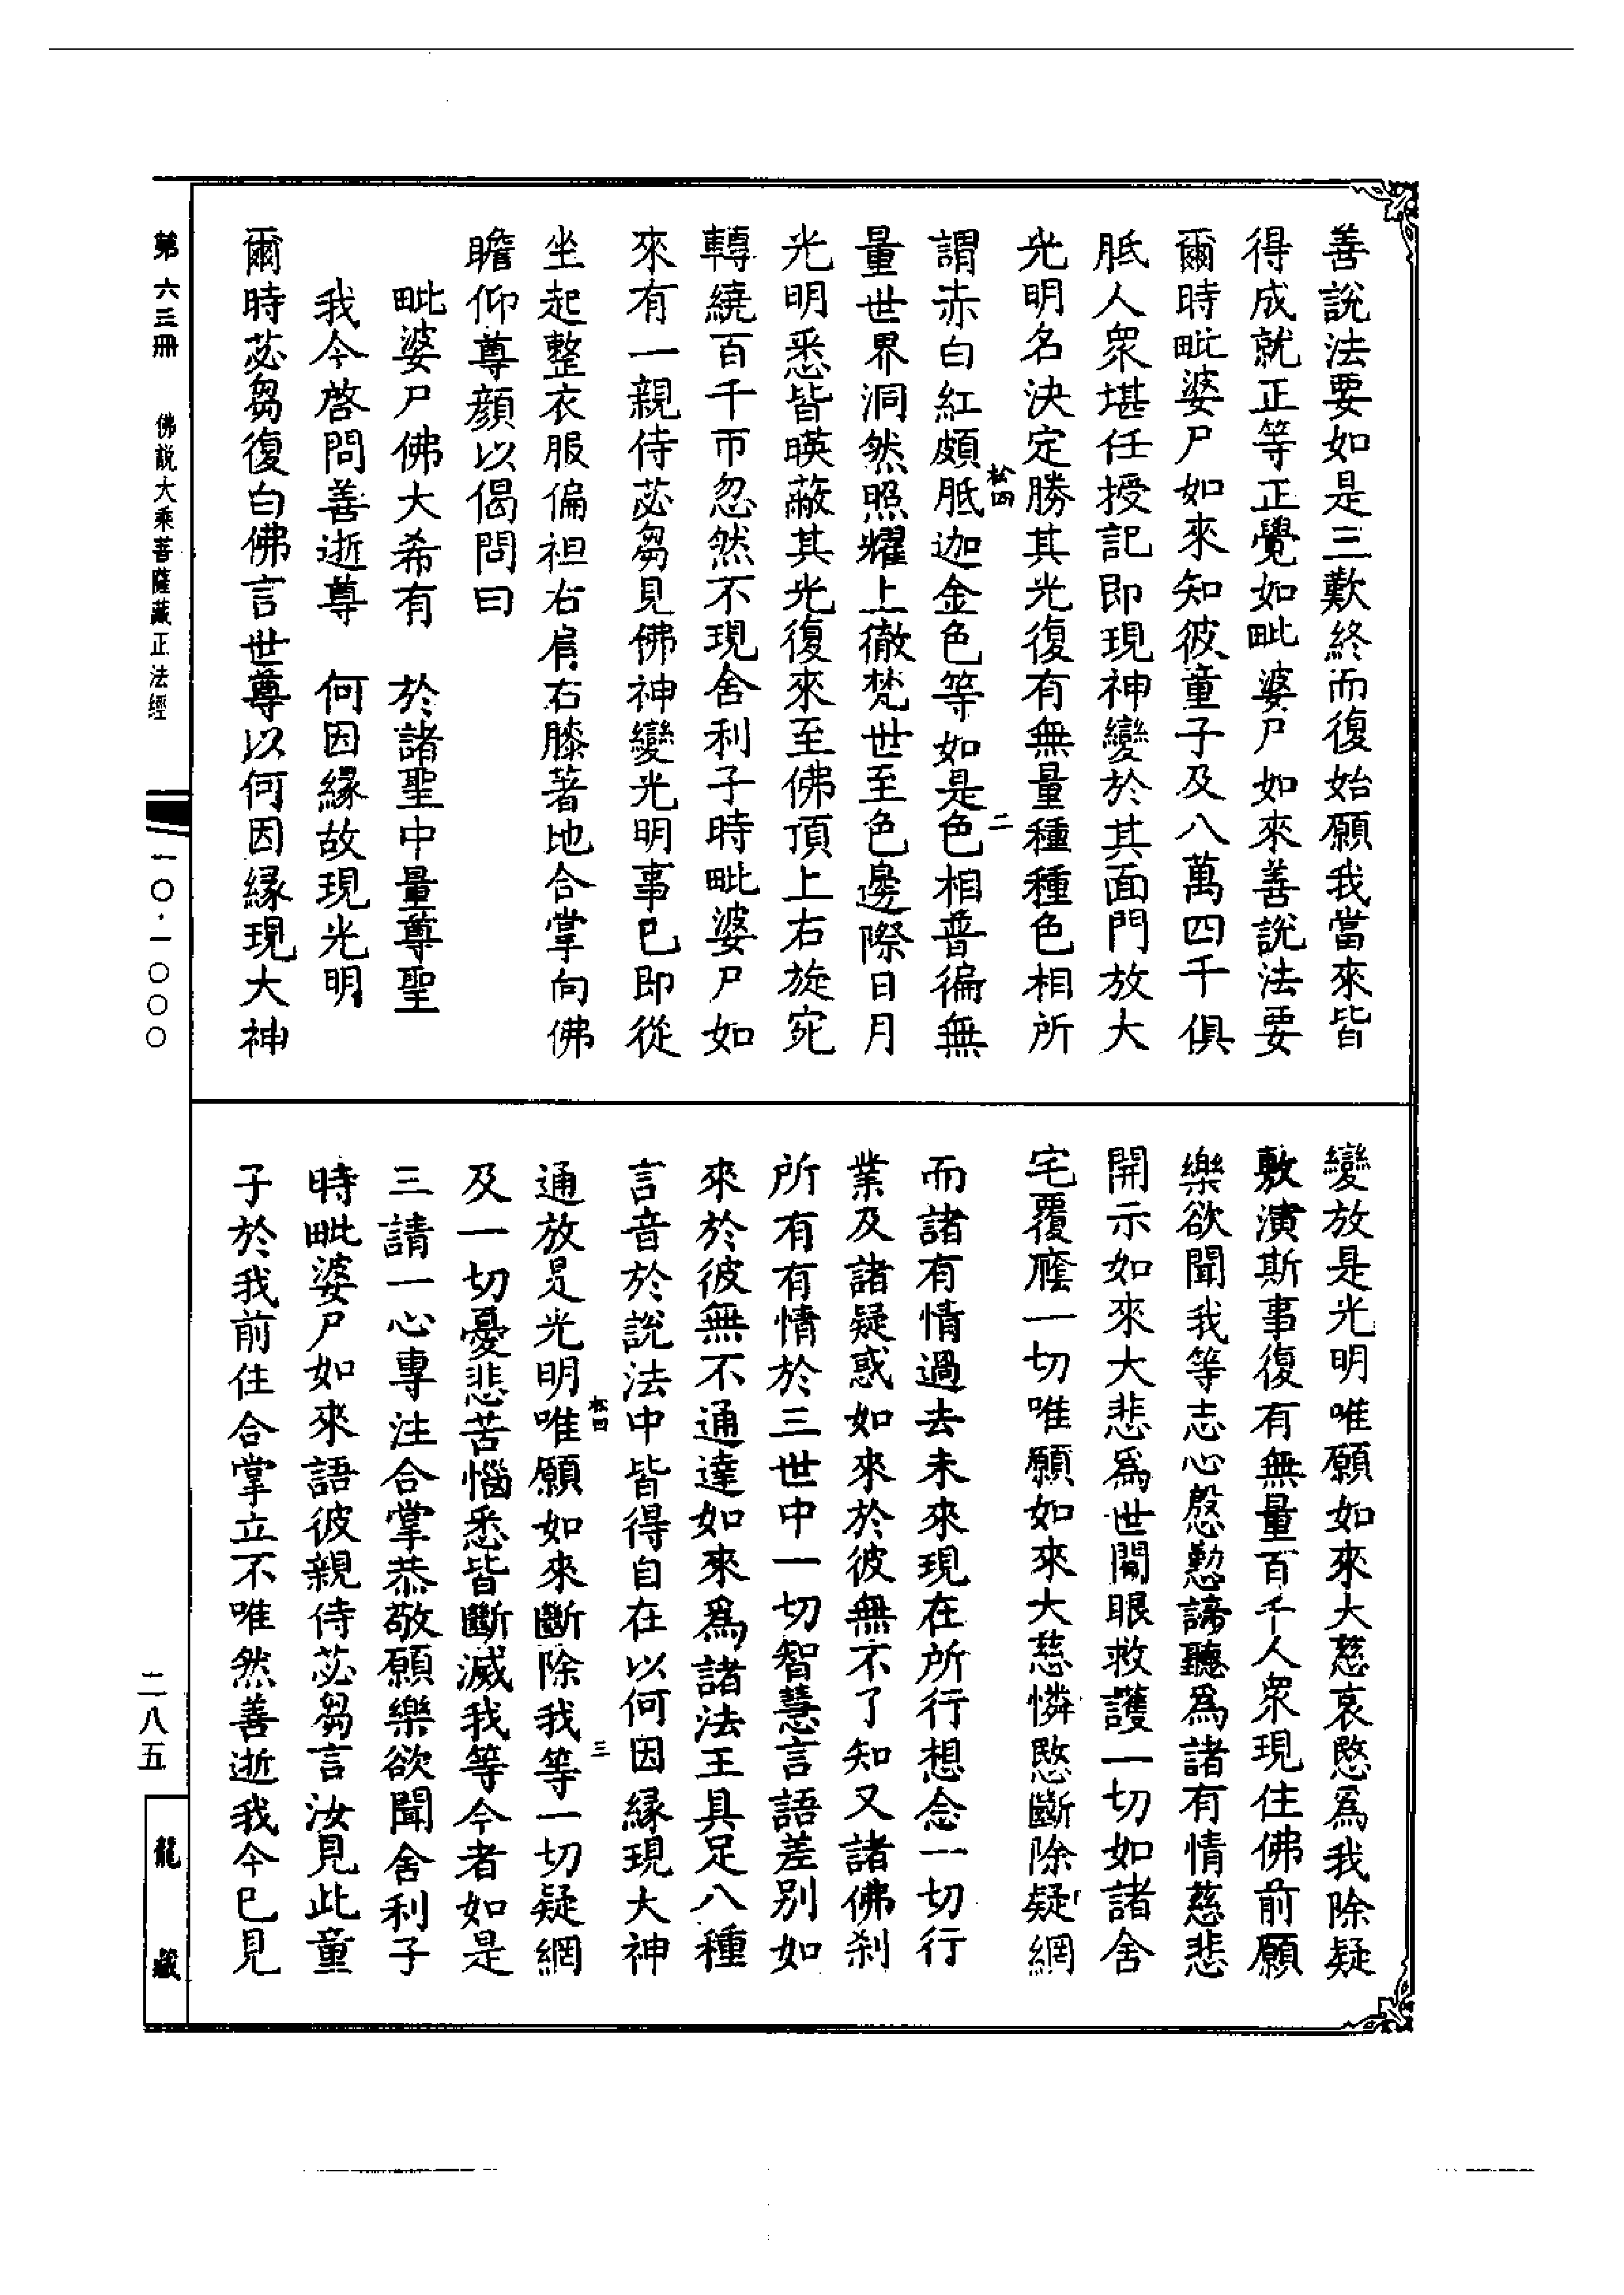 善說法要如是三歎終而復始願我當來皆
得成就正等正覺如毗婆尸如來善說法要
爾時毗婆尸如來知彼童子及八萬四千俱
胝人衆堪任授記即現神變於其面門放大
光明名決定勝其光復有無量種種色相所
松四 二
謂赤白紅頗胝迦金色等如是色相普徧無
量世界洞然照耀上徹梵世至色邊際日月
光明悉皆暎蔽其光復來至佛頂上右旋宛
轉繞百千帀忽然不現舍利子時毗婆尸如
來有一親侍苾芻見佛神變光明事已即從
坐起整衣服偏袒右肩右膝著地合掌向佛
瞻仰尊顏以偈問曰
毗婆尸佛大希有 於諸聖中量尊聖
我今啓問善逝尊 何因緣故現光明
爾時苾芻復白佛言世尊以何因緣現大神
變放是光明唯願如來大慈哀愍爲我除疑
敷演斯事復有無量百千人衆現住佛前願
樂欲聞我等志心慇懃諦聽爲諸有情慈悲
開示如來大悲爲世間眼救護一切如諸舍
宅覆廕一切唯願如來大慈憐愍斷除疑網
而諸有情過去未來現在所行想念一切行
業及諸疑惑如來於彼無不了知又諸佛刹
所有有情於三世中一切智慧言語差別如
來於彼無不通達如來爲諸法王具足八種
言音於說法中皆得自在以何因緣現大神
松四 三
通放是光明唯願如來斷除我等一切疑網
及一切憂悲苦惱悉皆斷滅我等今者如是
三請一心專注合掌恭敬願樂欲聞舍利子
時毗婆尸如來語彼親侍苾芻言汝見此童
子於我前住合掌立不唯然善逝我今已見
第六三冊 佛説大乘菩薩藏正法經
一〇·一〇〇〇
二八五
龍藏